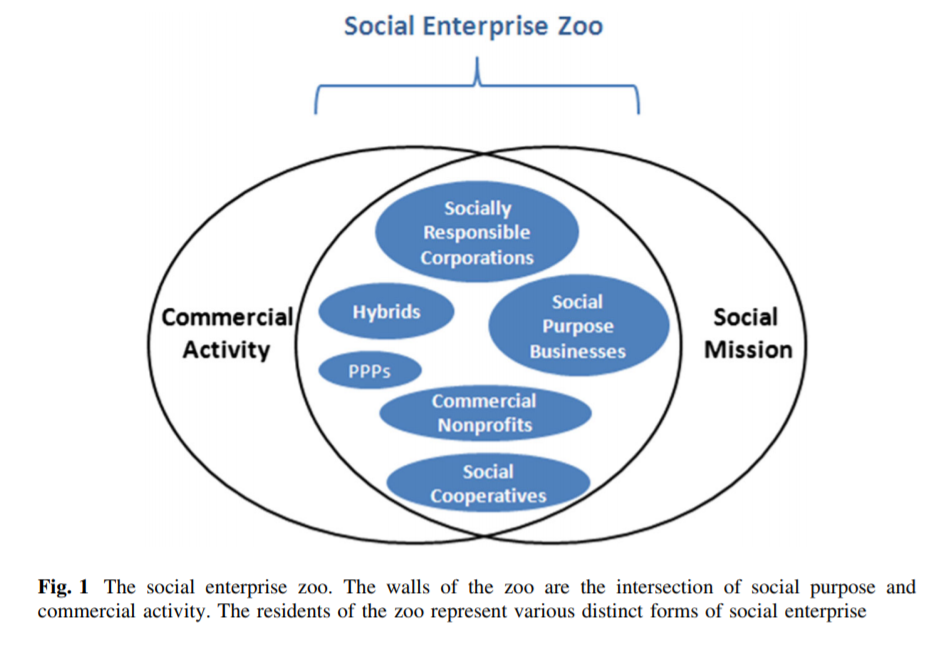 Social Enterprise Zoo
Socially
Responsible
Corporations
Commercial
Activity
Hybrids
Social
Purpose
Businesses
Social
Mission
PPPs
Commercial
Nonprofits
Social
Cooperatives
Fig. 1 The social enterprise zoo. The walls of the zoo are the intersection of social purpose and
commercial activity. The residents of the zoo represent various distinct forms of social enterprise